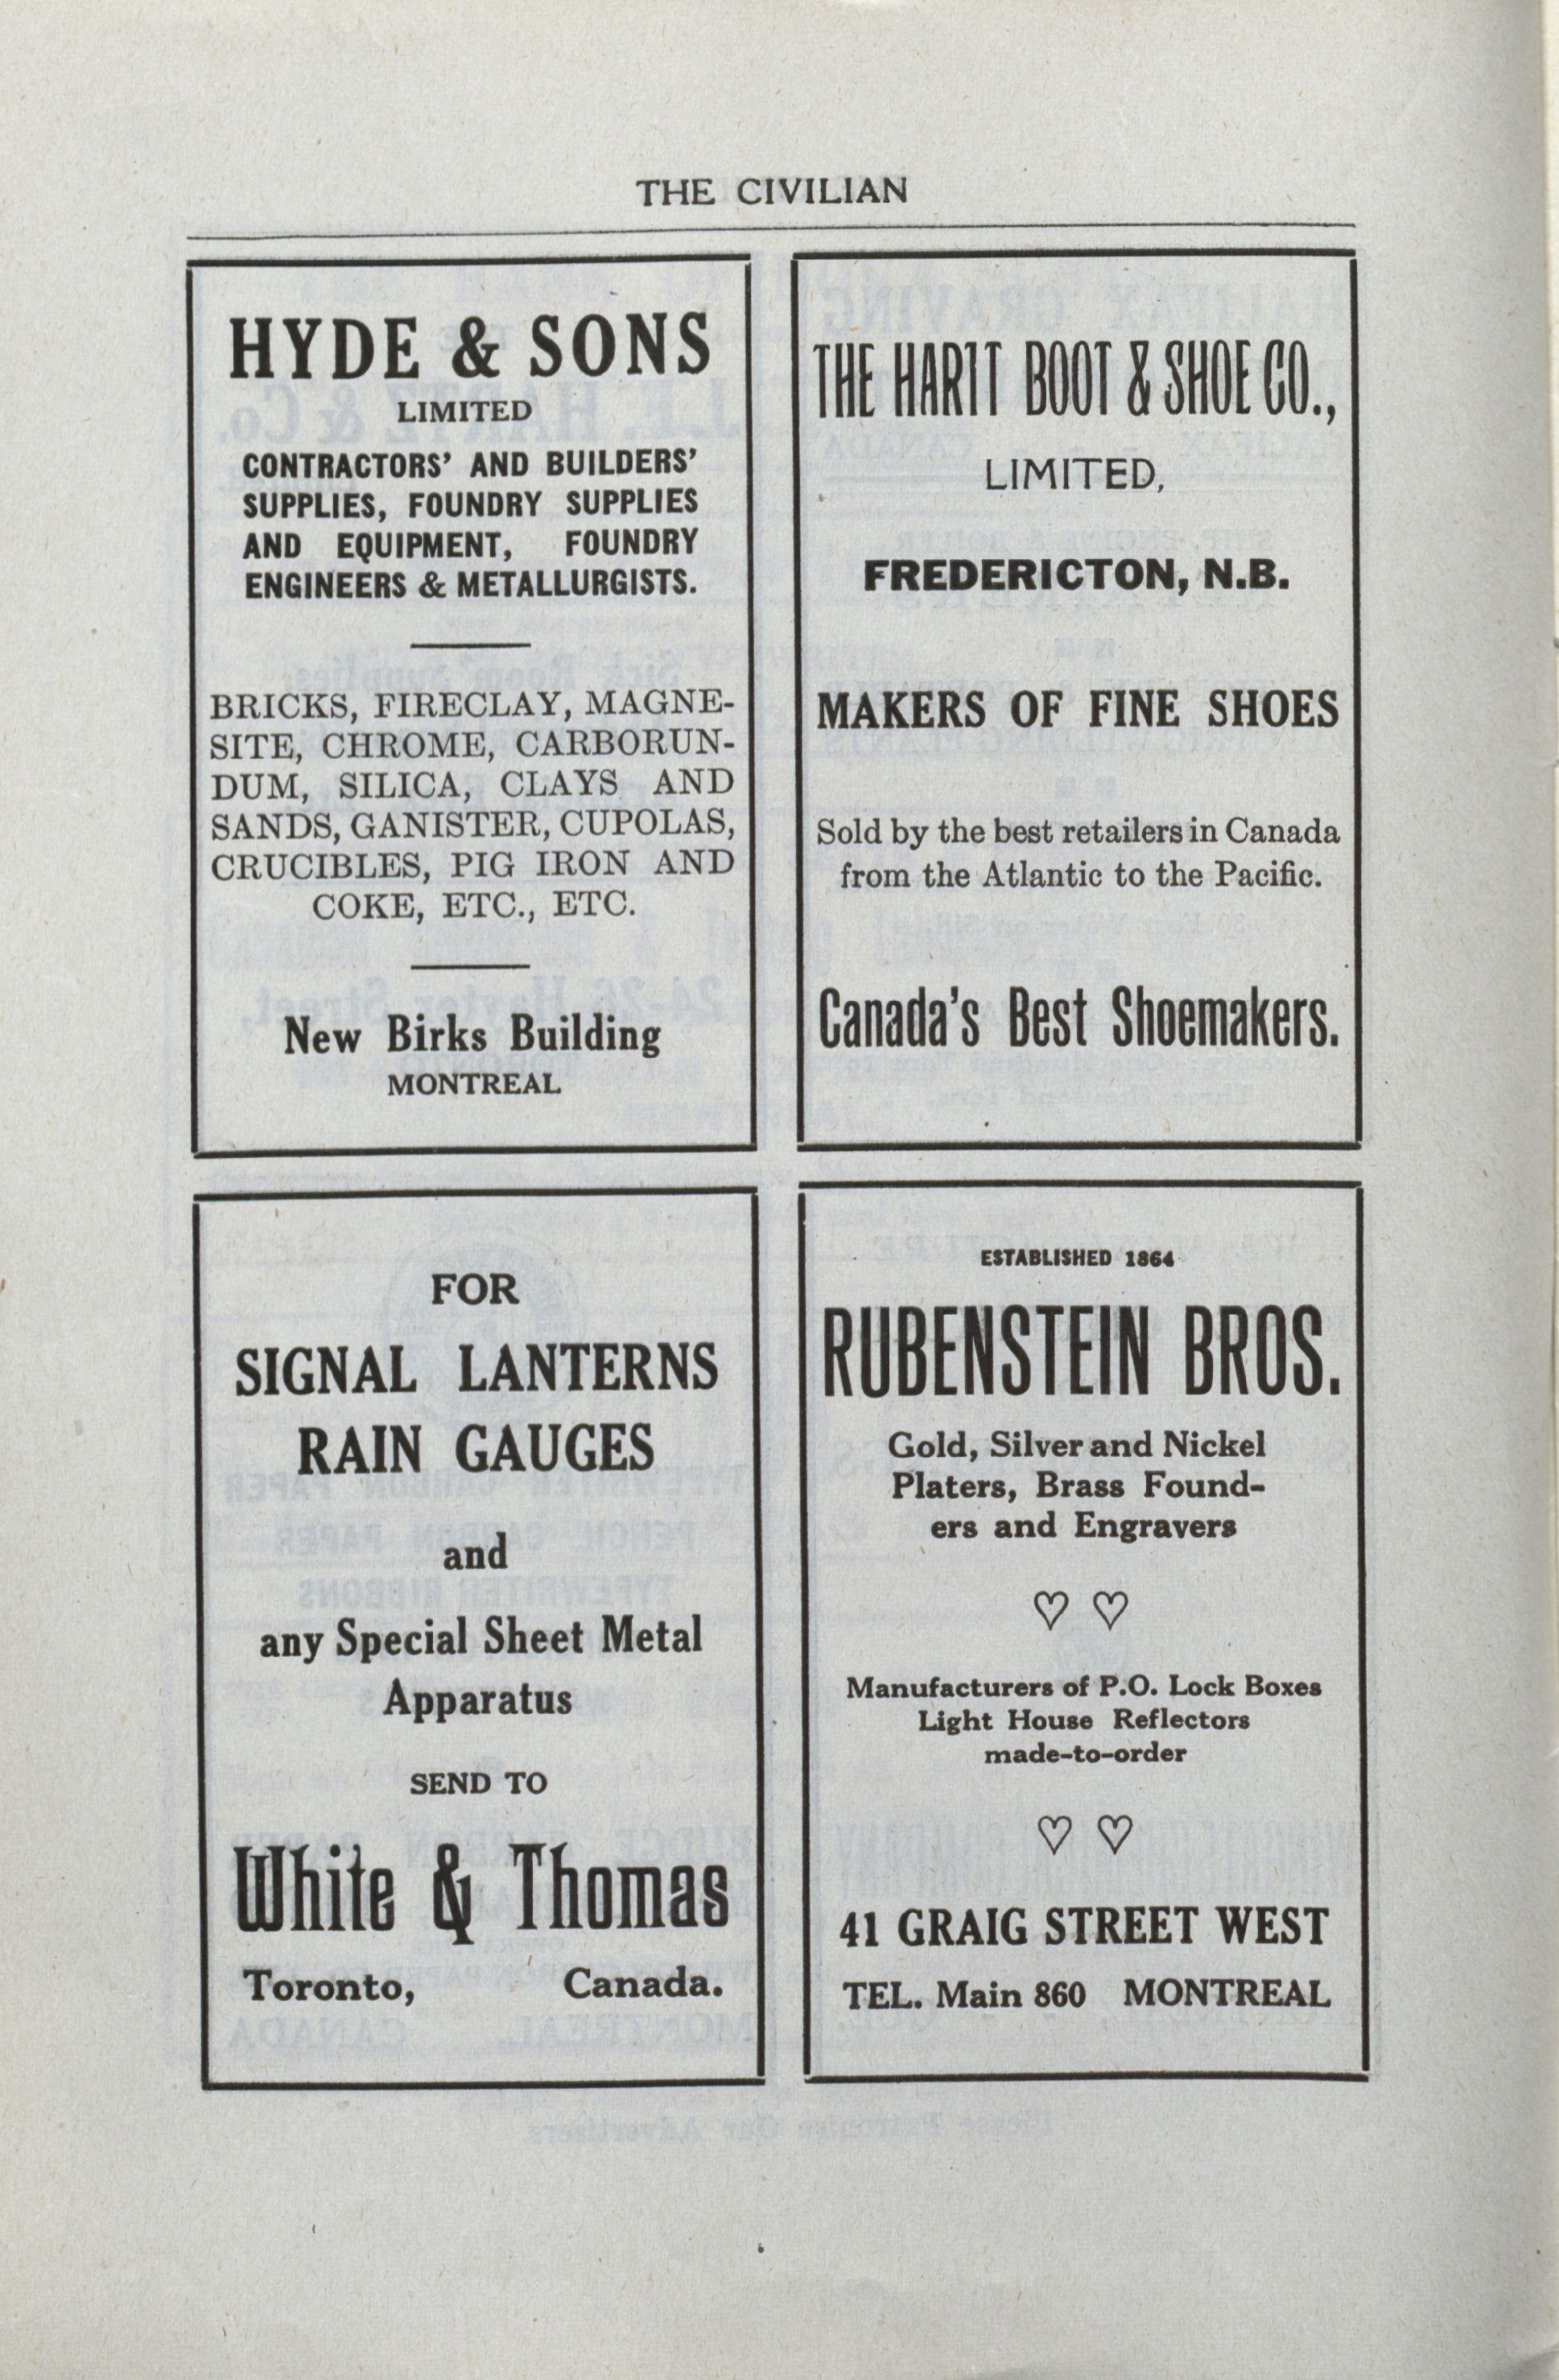 THE CIVILIAN
HYDE & SONS
LIMITED
CONTRACTORS' AND BUILDERS'
SUPPLIES, FOUNDRY SUPPLIES
AND EQUIPMENT, FOUNDRY
ENGINEERS & METALLURGISTS.
BRICKS, FIRECLAY, MAGNE-
SITE, CHROME, CARBORUN-
DUM, SILICA, CLAYS AND
SANDS, GANISTER, CUPOLAS,
CRUCIBLES, PIG IRON AND
COKE, ETC., ETC.
New Birks Building
MONTREAL
THE HARTT BOOT & SHOE CO.,
LIMITED,
FREDERICTON, N.B.
MAKERS OF FINE SHOES
Sold by the best retailers in Canada
from the Atlantic to the Pacific.
Canada's Best Shoemakers.
FOR
SIGNAL LANTERNS
RAIN GAUGES
and
any Special Sheet Metal
Apparatus
SEND TO
White & Thomas
Toronto, Canada.
ESTABLISHED 1864
RUBENSTEIN BROS.
Gold, Silver and Nickel
Platers, Brass Found-
ers and Engravers
Manufacturers of P.O. Lock Boxes
Light House Reflectors
made-to-order
41 GRAIG STREET WEST
TEL. Main 860 MONTREAL